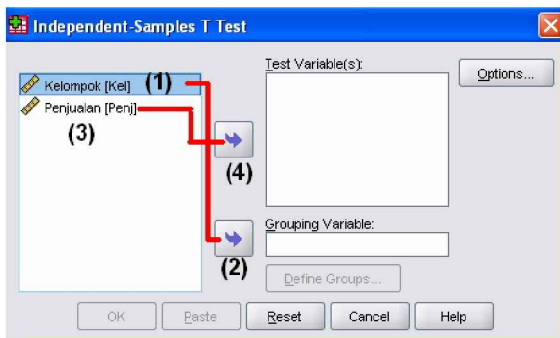 Independent-Samples T Test
Kelompok [Kel] (1)
Penjualan [Penj]
(3)
Test Variable(s):
Options...
(4)
Grouping Variable:
(2)
Define Groups...
OK
Paste
Reset
Cancel
Help